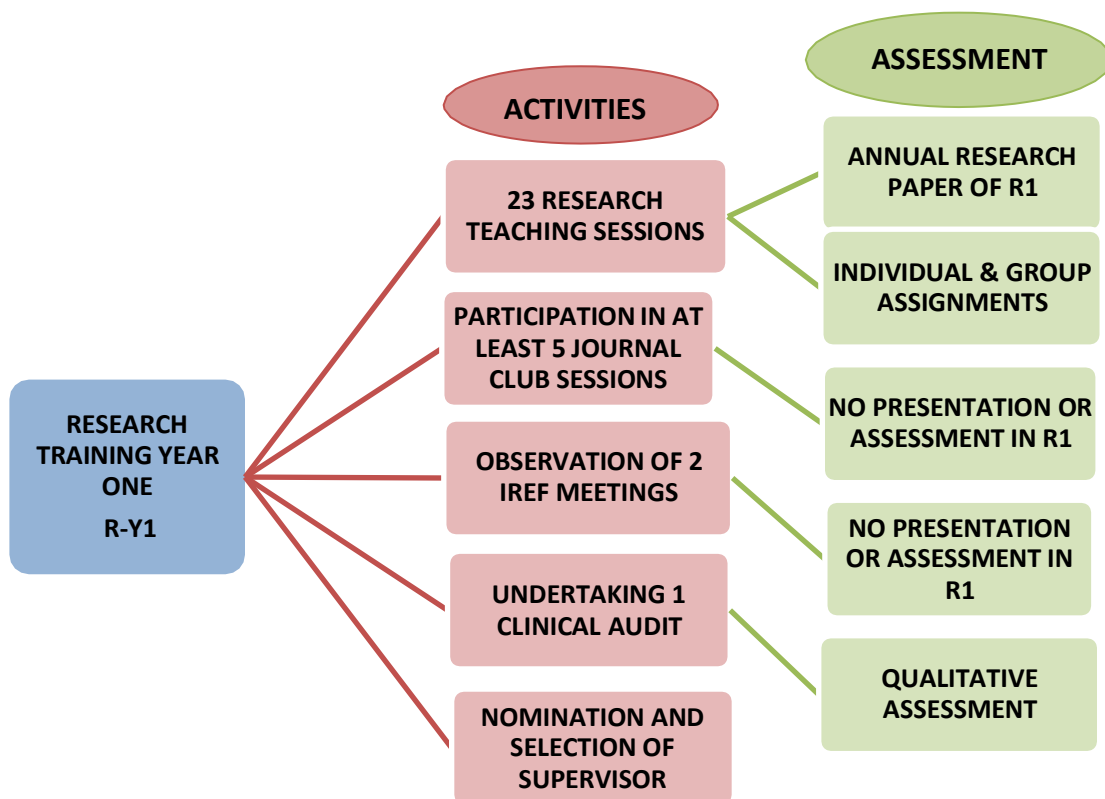 ASSESSMENT
ACTIVITIES
RESEARCH
TRAINING YEAR
ONE
R-Y1
23 RESEARCH
TEACHING SESSIONS
PARTICIPATION IN AT
LEAST 5 JOURNAL
CLUB SESSIONS
OBSERVATION OF 2
IREF MEETINGS
UNDERTAKING 1
CLINICAL AUDIT
NOMINATION AND
SELECTION OF
SUPERVISOR
ANNUAL RESEARCH
PAPER OF R1
INDIVIDUAL & GROUP
ASSIGNMENTS
NO PRESENTATION OR
ASSESSMENT IN R1
NO PRESENTATION
OR ASSESSMENT IN
R1
QUALITATIVE
ASSESSMENT